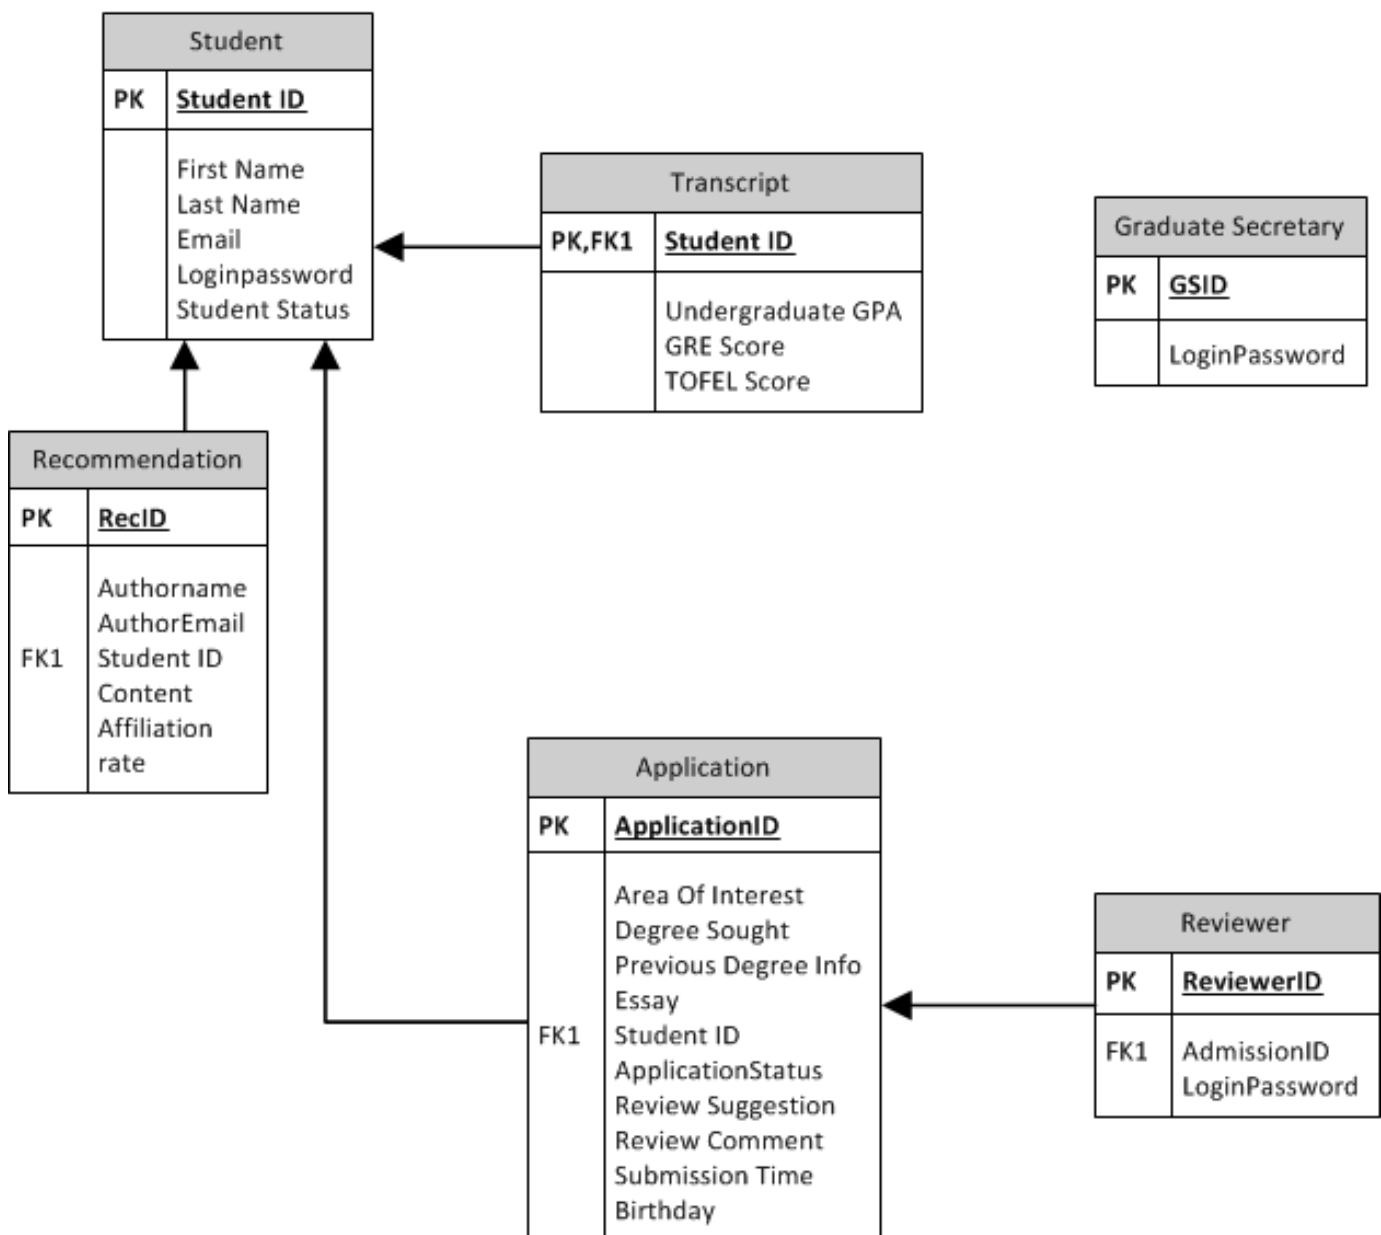 Student
PK Student ID
First Name
Last Name
Email
Loginpassword
Student Status
Transcript
PK,FK1 Student ID
Undergraduate GPA
GRE Score
TOFEL Score
Graduate Secretary
PK GSID
LoginPassword
Recommendation
PK RecID
Authorname
AuthorEmail
FK1 Student ID
Content
Affiliation
rate
Application
PK ApplicationID
Area Of Interest
Degree Sought
Previous Degree Info
Essay
FK1 Student ID
ApplicationStatus
Review Suggestion
Review Comment
Submission Time
Birthday
Reviewer
PK ReviewerID
FK1 AdmissionID
LoginPassword